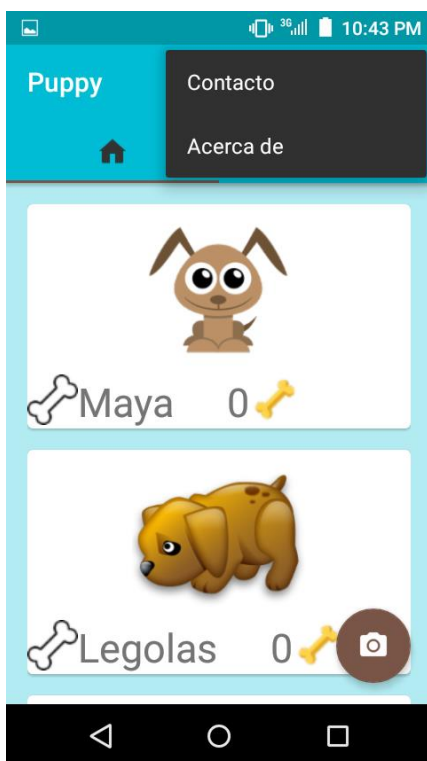 3G 10:43 PM
Puppy
Contacto
Acerca de
Maya 0
Legolas 0